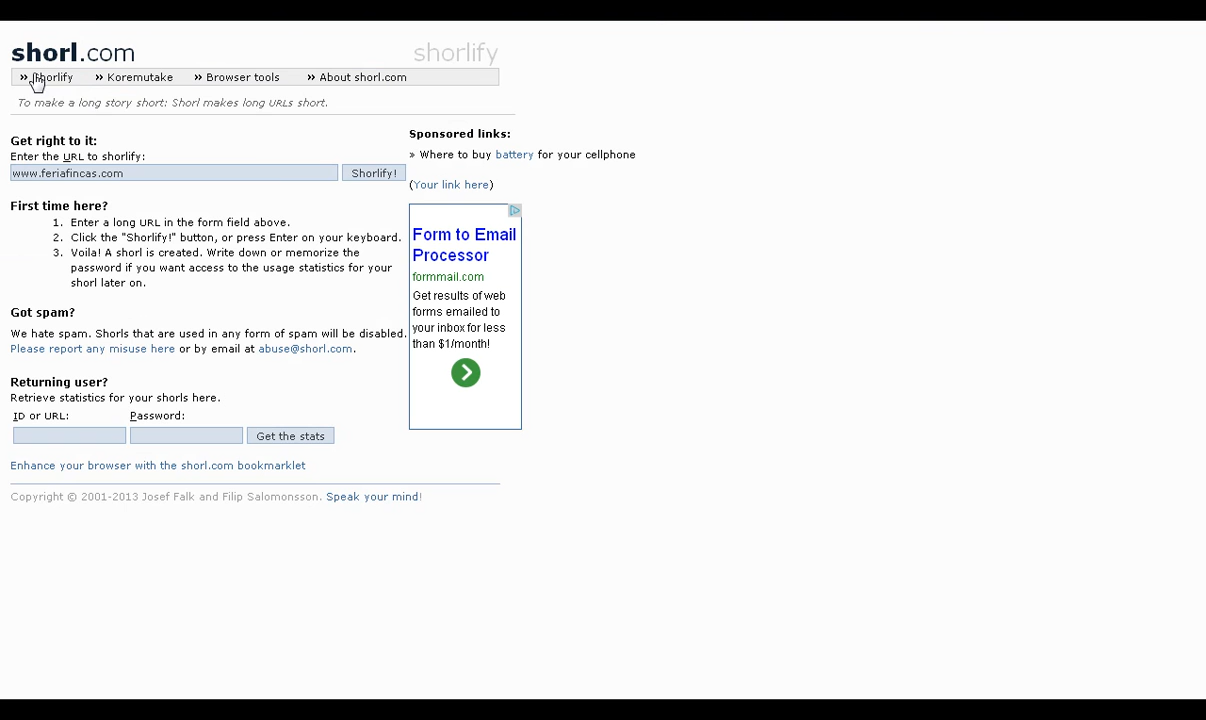 shorl.com
shorlify
» Shorlify » Koremutake » Browser tools » About shorl.com
To make a long story short: Shorl makes long URLs short.
Get right to it:
Enter the URL to shorlify:
www.feriafincas.com Shorlify!
First time here?
1. Enter a long URL in the form field above.
2. Click the "Shorlify!" button, or press Enter on your keyboard.
3. Voila! A shorl is created. Write down or memorize the
password if you want access to the usage statistics for your
shorl later on.
Got spam?
We hate spam. Shorls that are used in any form of spam will be disabled.
Please report any misuse here or by email at abuse@shorl.com.
Returning user?
Retrieve statistics for your shorls here.
ID or URL: Password:
Get the stats
Enhance your browser with the shorl.com bookmarklet
Sponsored links:
» Where to buy battery for your cellphone
(Your link here)
Form to Email
Processor
formmail.com
Get results of web
forms emailed to
your inbox for less
than $1/month!
Copyright © 2001-2013 Josef Falk and Filip Salomonsson. Speak your mind!